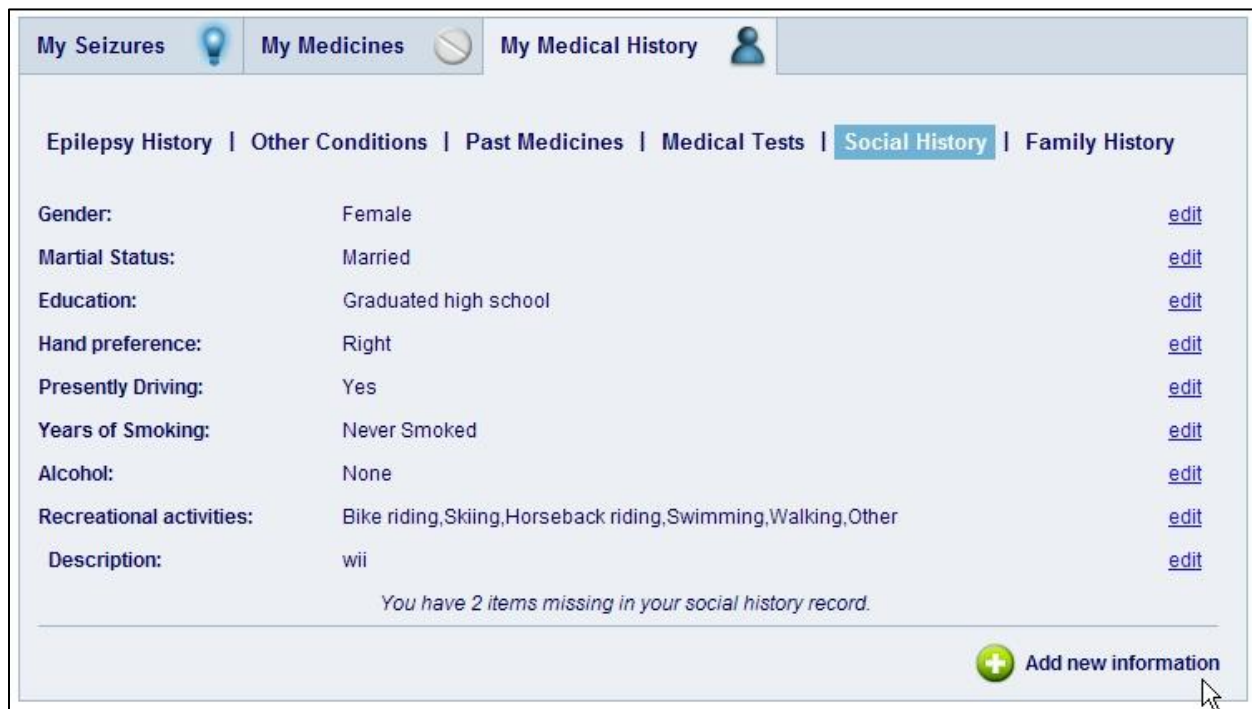 My Seizures My Medicines My Medical History
Epilepsy History | Other Conditions | Past Medicines | Medical Tests | Social History | Family History
Gender: Female edit
Martial Status: Married edit
Education: Graduated high school edit
Hand preference: Right edit
Presently Driving: Yes edit
Years of Smoking: Never Smoked edit
Alcohol: None edit
Recreational activities: Bike riding,Skiing,Horseback riding,Swimming,Walking,Other edit
Description: wii edit
You have 2 items missing in your social history record.
Add new information